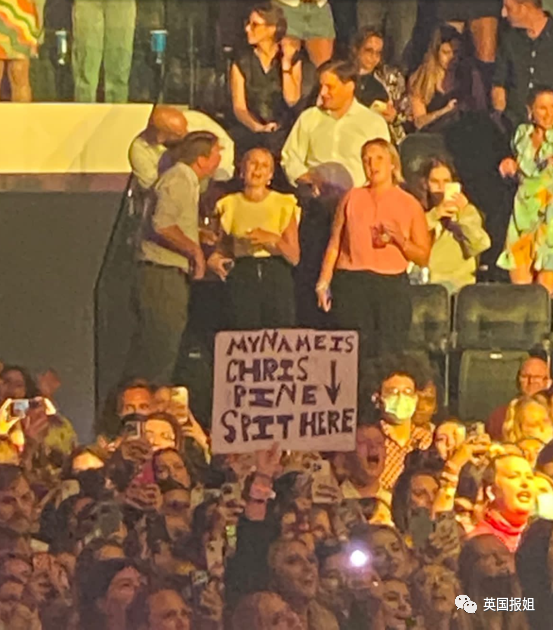 MY NAME IS
CHRIS
PINE ↓
SPIT HERE
英国报姐